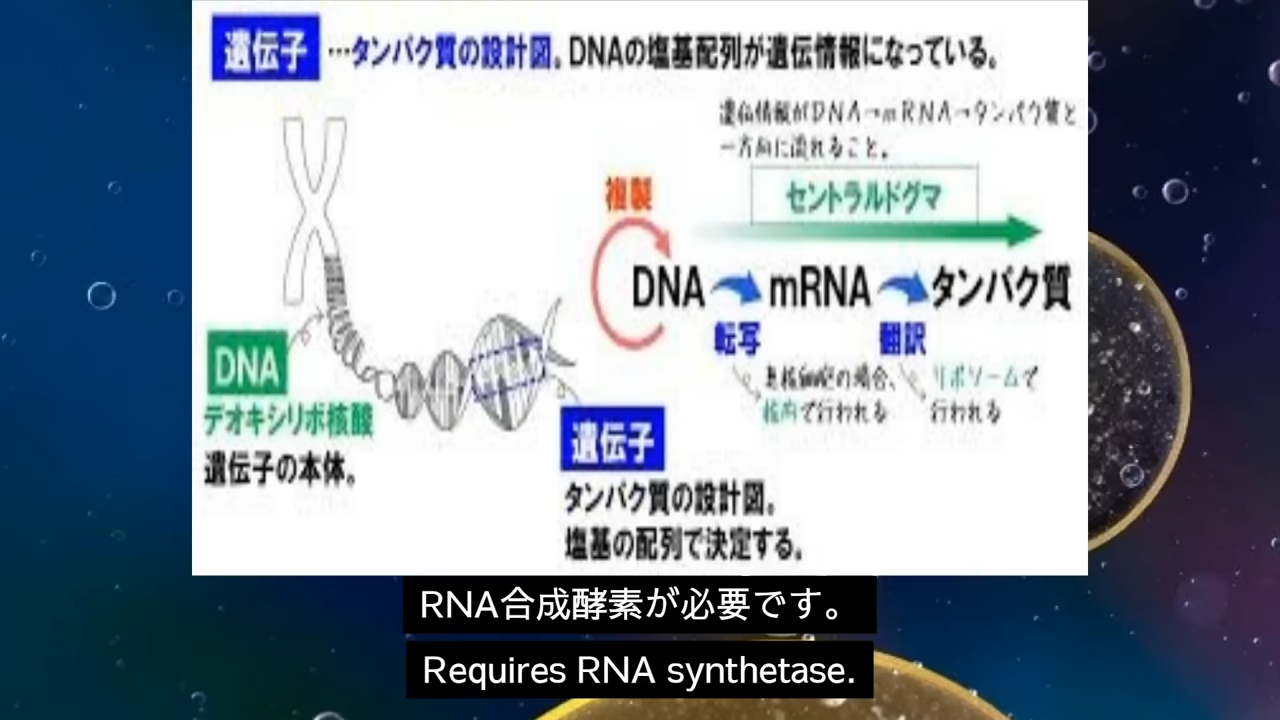 遺伝子 …タンパク質の設計図。DNAの塩基配列が遺伝情報になっている。
遺伝情報がDNA→mRNA→タンパク質と
一方向に流れること。
セントラルドグマ
複製
DNA mRNA タンパク質
転写 翻訳
真核細胞の場合、
核内で行われる
リボソームで
行われる
DNA
デオキシリボ核酸
遺伝子の本体。
遺伝子
タンパク質の設計図。
塩基の配列で決定する。
RNA合成酵素が必要です。
Requires RNA synthetase.